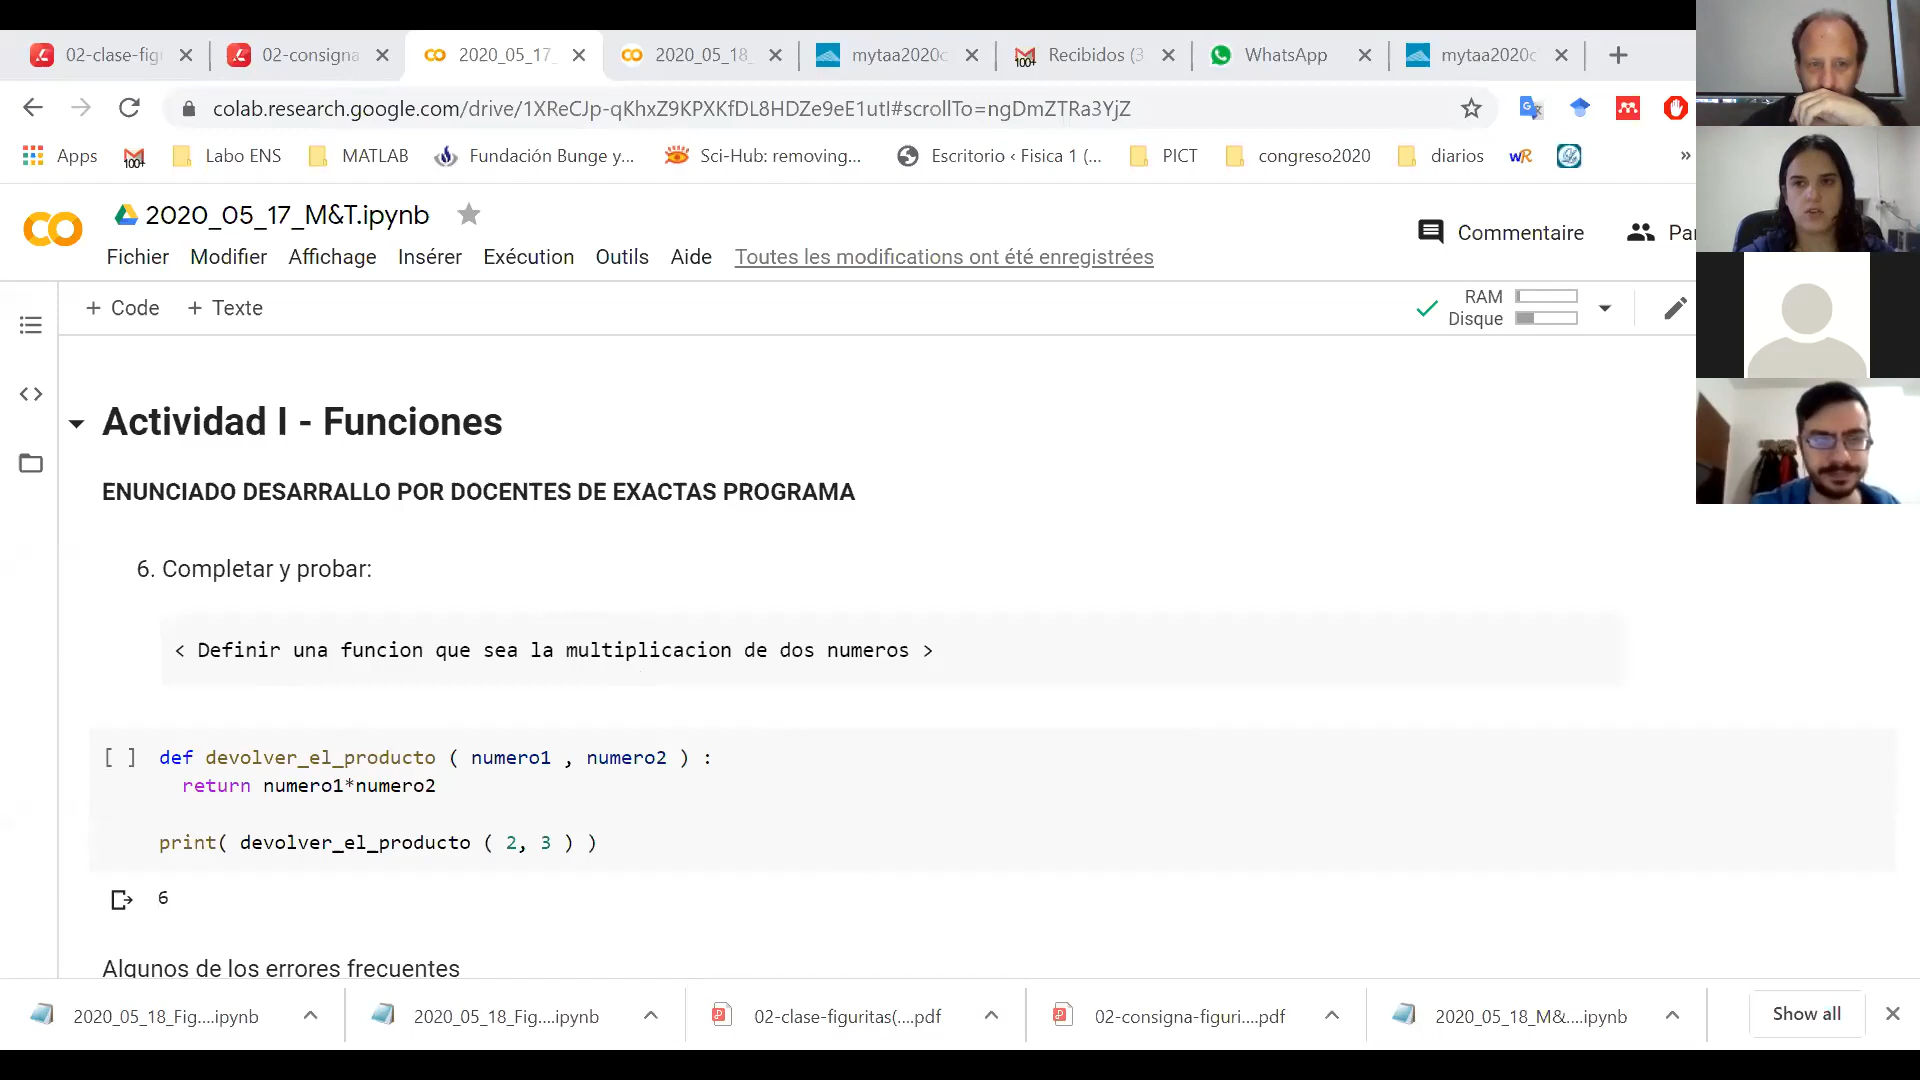 02-clase-fig
02-consigna
2020_05_17_
2020_05_18_
mytaa2020c
Recibidos (3
WhatsApp
mytaa2020c
colab.research.google.com/drive/1XReCJp-qKhxZ9KPXKfDL8HDZe9eE1utI#scrollTo=ngDmZTRa3YjZ
Apps
100+
Labo ENS
MATLAB
Fundación Bunge y...
Sci-Hub: removing...
Escritorio ‹ Fisica 1 (...
PICT
congreso2020
diarios
wR
»
2020_05_17_M&T.ipynb
Commentaire
Par
Fichier Modifier Affichage Insérer Exécution Outils Aide Toutes les modifications ont été enregistrées
+ Code + Texte
RAM
Disque
Actividad I - Funciones
ENUNCIADO DESARRALLO POR DOCENTES DE EXACTAS PROGRAMA
6. Completar y probar:
< Definir una funcion que sea la multiplicacion de dos numeros >
[ ] def devolver_el_producto ( numero1 , numero2 ) :
return numero1*numero2
print( devolver_el_producto ( 2, 3 ) )
6
Algunos de los errores frecuentes
2020_05_18_Fig....ipynb
2020_05_18_Fig....ipynb
02-clase-figuritas(....pdf
02-consigna-figuri....pdf
2020_05_18_M&....ipynb
Show all